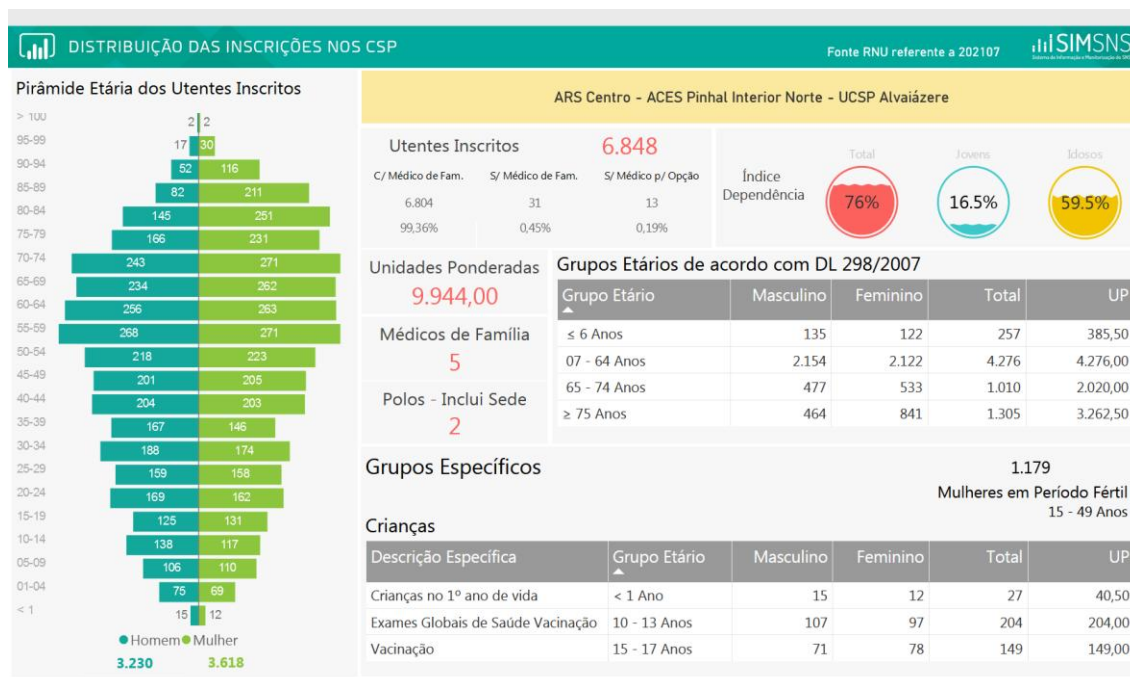 DISTRIBUIÇÃO DAS INSCRIÇÕES NOS CSP
Fonte RNU referente a 202107
SIMSNS
Pirâmide Etária dos Utentes Inscritos
> 100 2 2
95-99 17 30
90-94 52 116
85-89 82 211
80-84 145 251
75-79 166 231
70-74 243 271
65-69 234 262
60-64 256 263
55-59 268 271
50-54 218 223
45-49 201 205
40-44 204 203
35-39 167 146
30-34 188 174
25-29 159 158
20-24 169 162
15-19 125 131
10-14 138 117
05-09 106 110
01-04 75 69
< 1 15 12
Homem Mulher
3.230 3.618
ARS Centro - ACES Pinhal Interior Norte - UCSP Alvaiázere
Utentes Inscritos 6.848
C/ Médico de Fam. S/ Médico de Fam. S/ Médico p/ Opção
6.804 31 13
99,36% 0,45% 0,19%
Índice
Dependência
Total Jovens Idosos
76% 16.5% 59.5%
Unidades Ponderadas
9.944,00
Médicos de Família
5
Polos - Inclui Sede
2
Grupos Etários de acordo com DL 298/2007
Grupo Etário Masculino Feminino Total UP
≤ 6 Anos 135 122 257 385,50
07 - 64 Anos 2.154 2.122 4.276 4.276,00
65 - 74 Anos 477 533 1.010 2.020,00
≥ 75 Anos 464 841 1.305 3.262,50
Grupos Específicos
1.179
Mulheres em Período Fértil
15 - 49 Anos
Crianças
Descrição Específica Grupo Etário Masculino Feminino Total UP
Crianças no 1º ano de vida < 1 Ano 15 12 27 40,50
Exames Globais de Saúde Vacinação 10 - 13 Anos 107 97 204 204,00
Vacinação 15 - 17 Anos 71 78 149 149,00